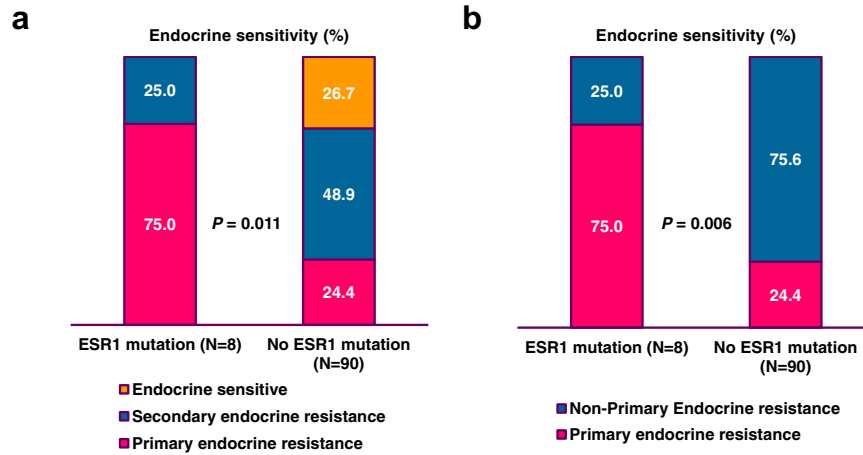 a
Endocrine sensitivity (%)
25.0
75.0
26.7
48.9
24.4
P = 0.011
ESR1 mutation (N=8)
No ESR1 mutation
(N=90)
Endocrine sensitive
Secondary endocrine resistance
Primary endocrine resistance
b
Endocrine sensitivity (%)
25.0
75.0
75.6
24.4
P = 0.006
ESR1 mutation (N=8)
No ESR1 mutation
(N=90)
Non-Primary Endocrine resistance
Primary endocrine resistance